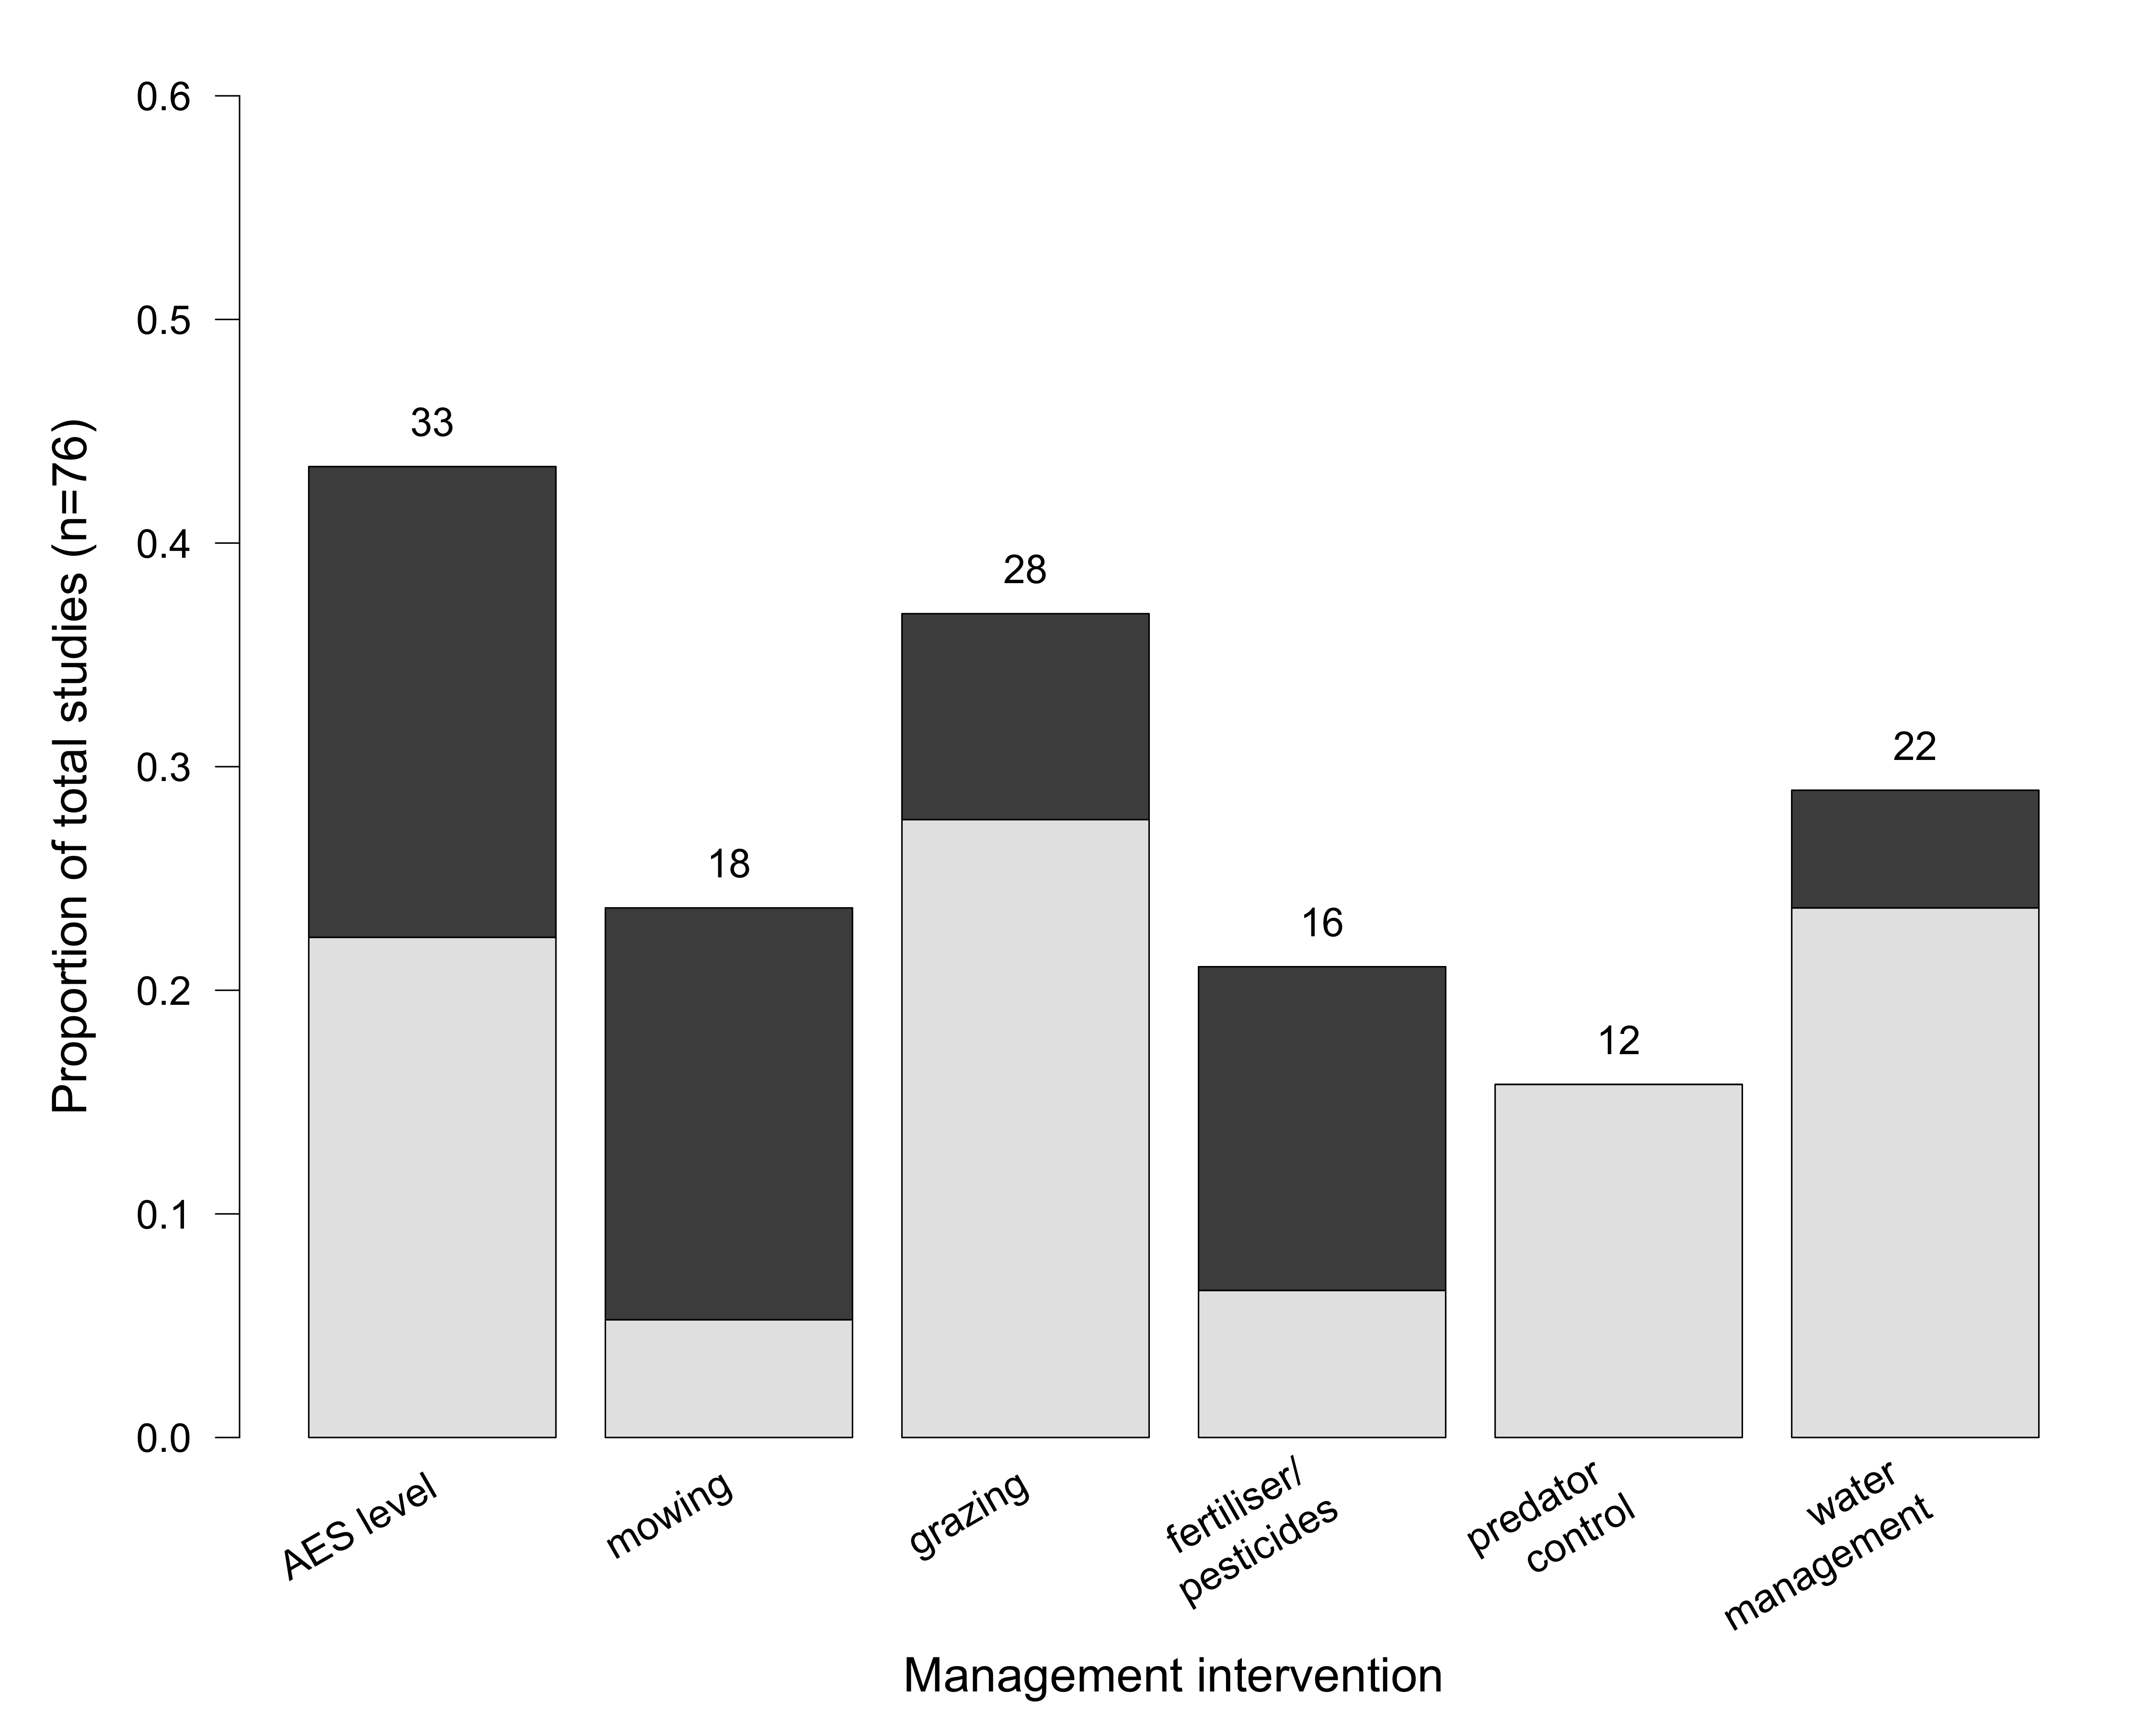 0.6
0.5
0.4
0.3
0.2
0.1
0.0
Proportion of total studies (n=76)
33
18
28
16
12
22
AES level
mowing
grazing
fertiliser/
pesticides
predator
control
water
management
Management intervention